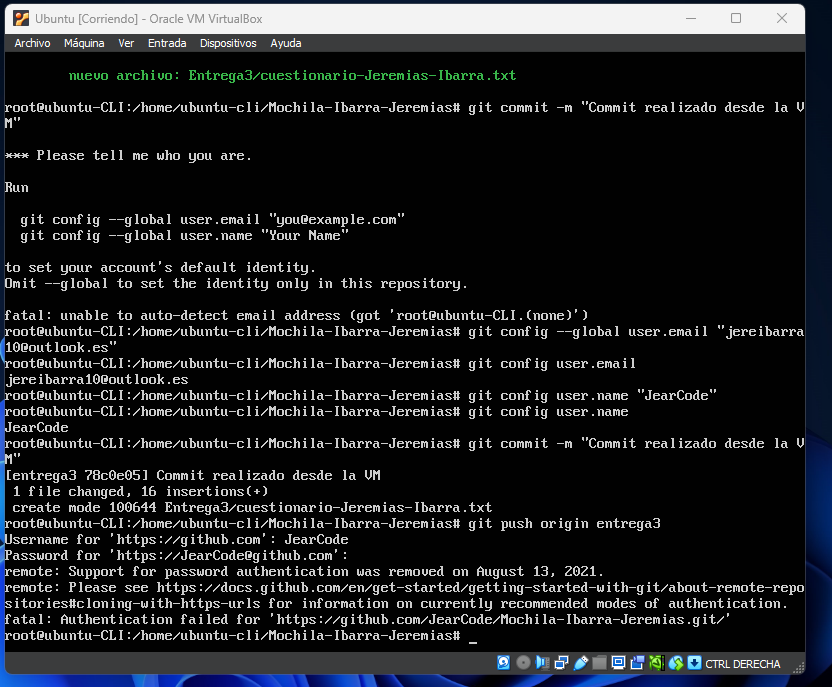 Ubuntu [Corriendo] - Oracle VM VirtualBox
Archivo Máquina Ver Entrada Dispositivos Ayuda
nuevo archivo: Entrega3/cuestionario-Jeremias-Ibarra.txt
root@ubuntu-CLI:/home/ubuntu-cli/Mochila-Ibarra-Jeremias# git commit -m "Commit realizado desde la V
M"
*** Please tell me who you are.
Run
git config --global user.email "you@example.com"
git config --global user.name "Your Name"
to set your account's default identity.
Omit --global to set the identity only in this repository.
fatal: unable to auto-detect email address (got 'root@ubuntu-CLI.(none)')
root@ubuntu-CLI:/home/ubuntu-cli/Mochila-Ibarra-Jeremias# git config --global user.email "jereibarra
10@outlook.es"
root@ubuntu-CLI:/home/ubuntu-cli/Mochila-Ibarra-Jeremias# git config user.email
jereibarra10@outlook.es
root@ubuntu-CLI:/home/ubuntu-cli/Mochila-Ibarra-Jeremias# git config user.name "JearCode"
root@ubuntu-CLI:/home/ubuntu-cli/Mochila-Ibarra-Jeremias# git config user.name
JearCode
root@ubuntu-CLI:/home/ubuntu-cli/Mochila-Ibarra-Jeremias# git commit -m "Commit realizado desde la V
M"
[entrega3 78c0e05] Commit realizado desde la VM
1 file changed, 16 insertions(+)
create mode 100644 Entrega3/cuestionario-Jeremias-Ibarra.txt
root@ubuntu-CLI:/home/ubuntu-cli/Mochila-Ibarra-Jeremias# git push origin entrega3
Username for 'https://github.com': JearCode
Password for 'https://JearCode@github.com':
remote: Support for password authentication was removed on August 13, 2021.
remote: Please see https://docs.github.com/en/get-started/getting-started-with-git/about-remote-repo
sitories#cloning-with-https-urls for information on currently recommended modes of authentication.
fatal: Authentication failed for 'https://github.com/JearCode/Mochila-Ibarra-Jeremias.git/'
root@ubuntu-CLI:/home/ubuntu-cli/Mochila-Ibarra-Jeremias# _
CTRL DERECHA